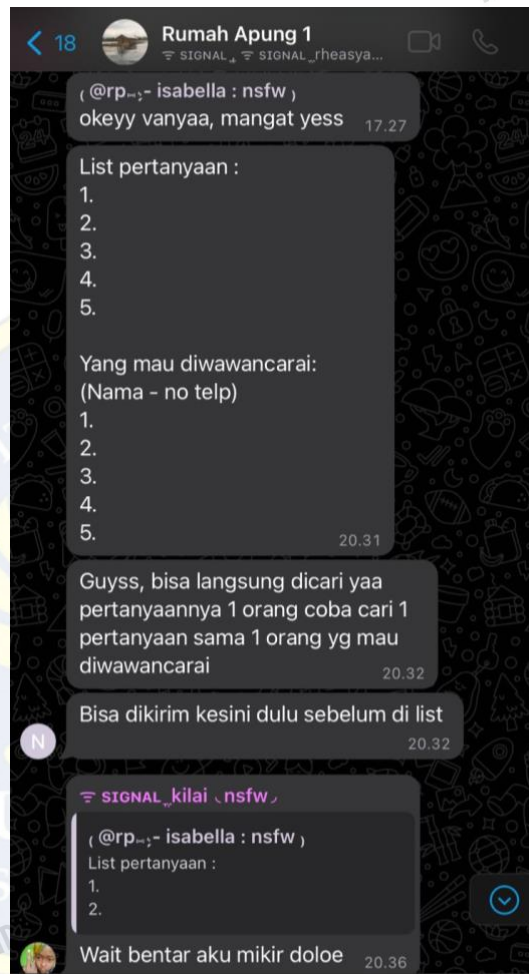 18
Rumah Apung 1
SIGNAL ₊ SIGNAL_rheasya...
( @rp--;- isabella : nsfw )
okeyy vanyaa, mangat yess 17.27
List pertanyaan :
1.
2.
3.
4.
5.
Yang mau diwawancarai:
(Nama - no telp)
1.
2.
3.
4.
5. 20.31
Guyss, bisa langsung dicari yaa
pertanyaannya 1 orang coba cari 1
pertanyaan sama 1 orang yg mau
diwawancarai 20.32
Bisa dikirim kesini dulu sebelum di list
20.32
N
SIGNAL_kilai ˎnsfwˏ
( @rp--;- isabella : nsfw )
List pertanyaan :
1.
2.
Wait bentar aku mikir doloe 20.36